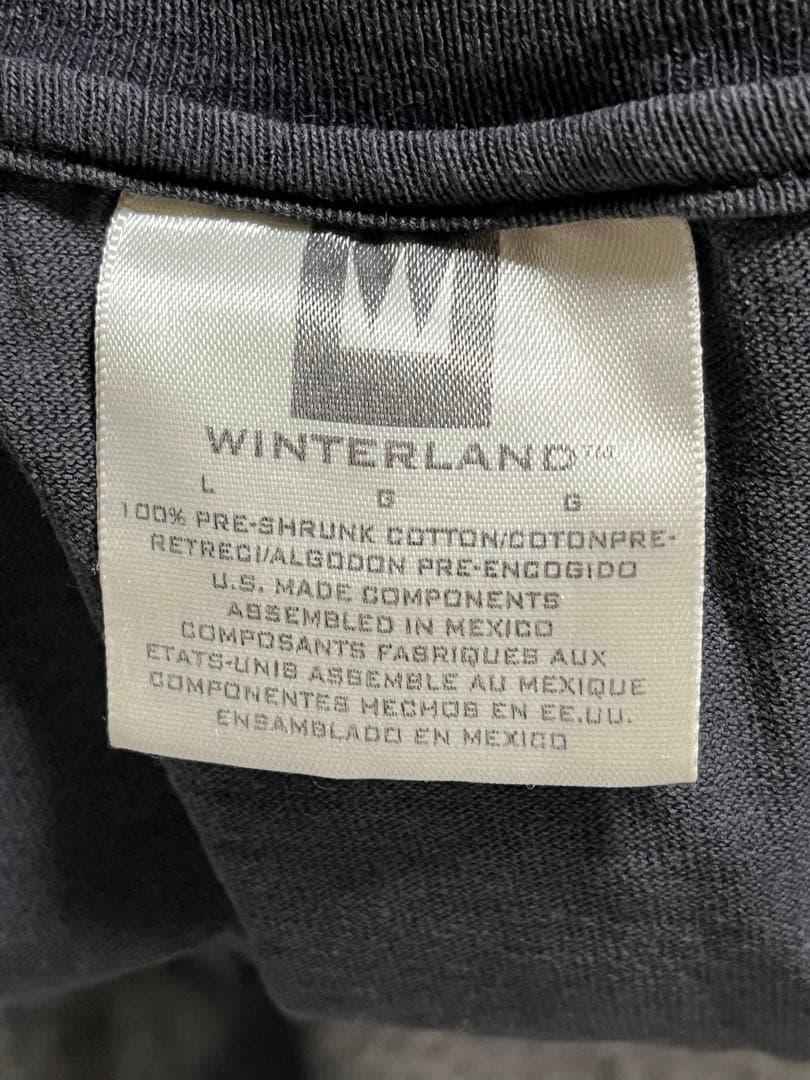 WINTERLAND™
L G G
100% PRE-SHRUNK COTTON/COTONPRE-
RETRECI/ALGODON PRE-ENCOGIDO
U.S. MADE COMPONENTS
ASSEMBLED IN MEXICO
COMPOSANTS FABRIQUES AUX
ETATS-UNIS ASSEMBLE AU MEXIQUE
COMPONENTES HECHOS EN EE.UU.
ENSAMBLADO EN MEXICO